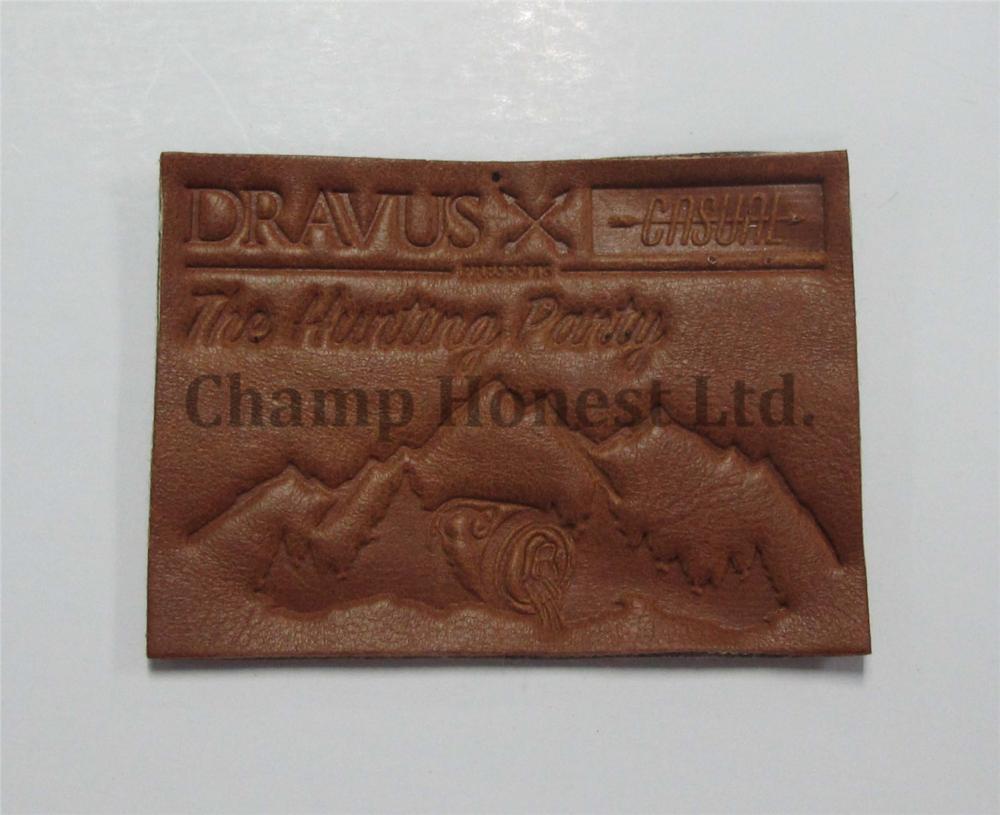 DRAVUS CASUAL
PRESENTS
The Hunting Party
Champ Honest Ltd.